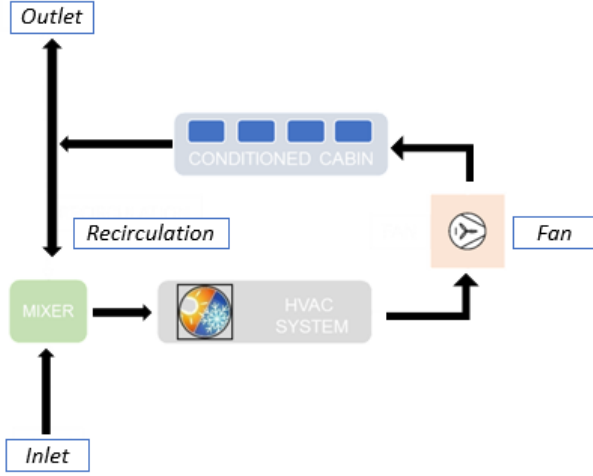 Outlet
CONDITIONED CABIN
Recirculation
Fan
MIXER
HVAC
SYSTEM
Inlet